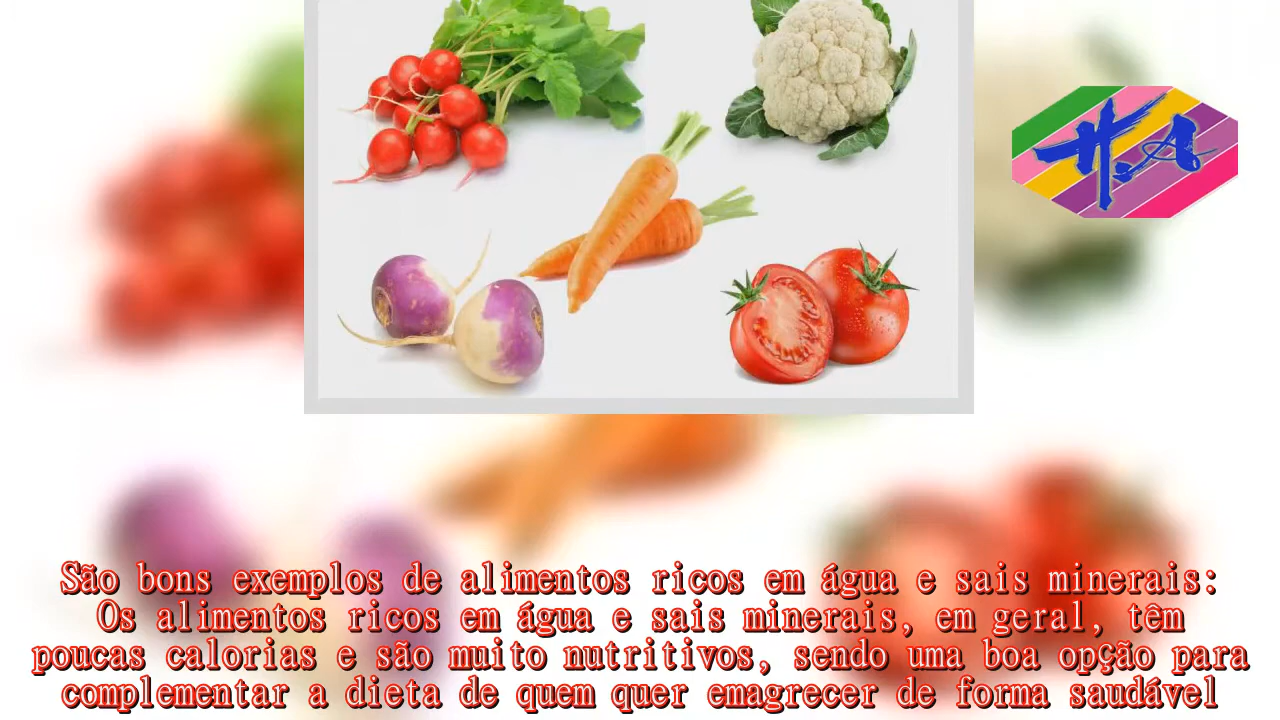 H.A
São bons exemplos de alimentos ricos em água e sais minerais:
Os alimentos ricos em água e sais minerais, em geral, têm
poucas calorias e são muito nutritivos, sendo uma boa opção para
complementar a dieta de quem quer emagrecer de forma saudável